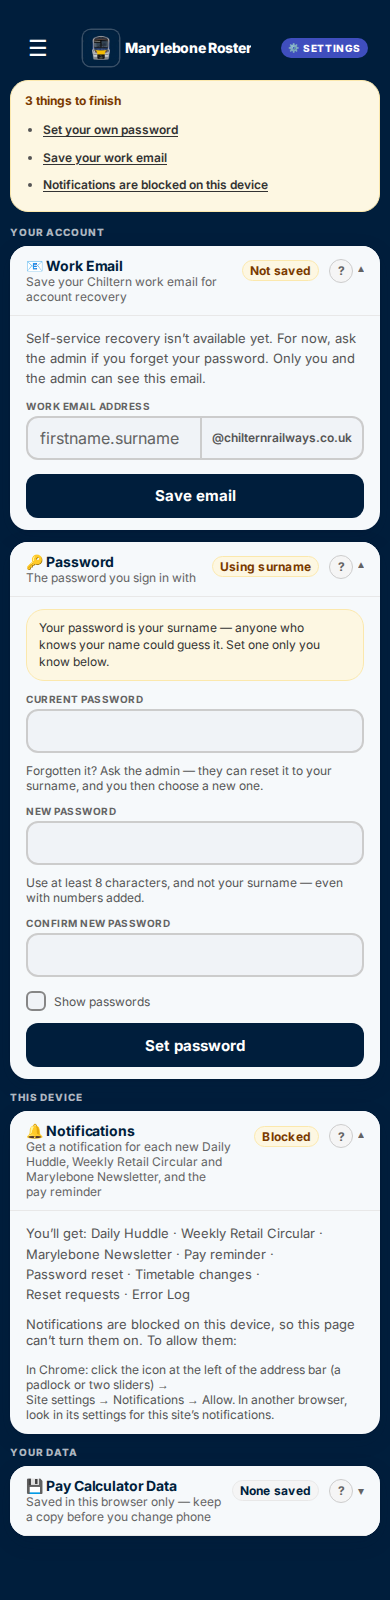 Marylebone Roster
SETTINGS
3 things to finish
Set your own password
Save your work email
Notifications are blocked on this device
YOUR ACCOUNT
Work Email
Not saved
?
Save your Chiltern work email for
account recovery
Self-service recovery isn’t available yet. For now, ask
the admin if you forget your password. Only you and
the admin can see this email.
WORK EMAIL ADDRESS
firstname.surname
@chilternrailways.co.uk
Save email
Password
Using surname
?
The password you sign in with
Your password is your surname — anyone who
knows your name could guess it. Set one only you
know below.
CURRENT PASSWORD
Forgotten it? Ask the admin — they can reset it to your
surname, and you then choose a new one.
NEW PASSWORD
Use at least 8 characters, and not your surname — even
with numbers added.
CONFIRM NEW PASSWORD
Show passwords
Set password
THIS DEVICE
Notifications
Blocked
?
Get a notification for each new Daily
Huddle, Weekly Retail Circular and
Marylebone Newsletter, and the
pay reminder
You’ll get: Daily Huddle · Weekly Retail Circular ·
Marylebone Newsletter · Pay reminder ·
Password reset · Timetable changes ·
Reset requests · Error Log
Notifications are blocked on this device, so this page
can’t turn them on. To allow them:
In Chrome: click the icon at the left of the address bar (a
padlock or two sliders) →
Site settings → Notifications → Allow. In another browser,
look in its settings for this site’s notifications.
YOUR DATA
Pay Calculator Data
None saved
?
Saved in this browser only — keep
a copy before you change phone